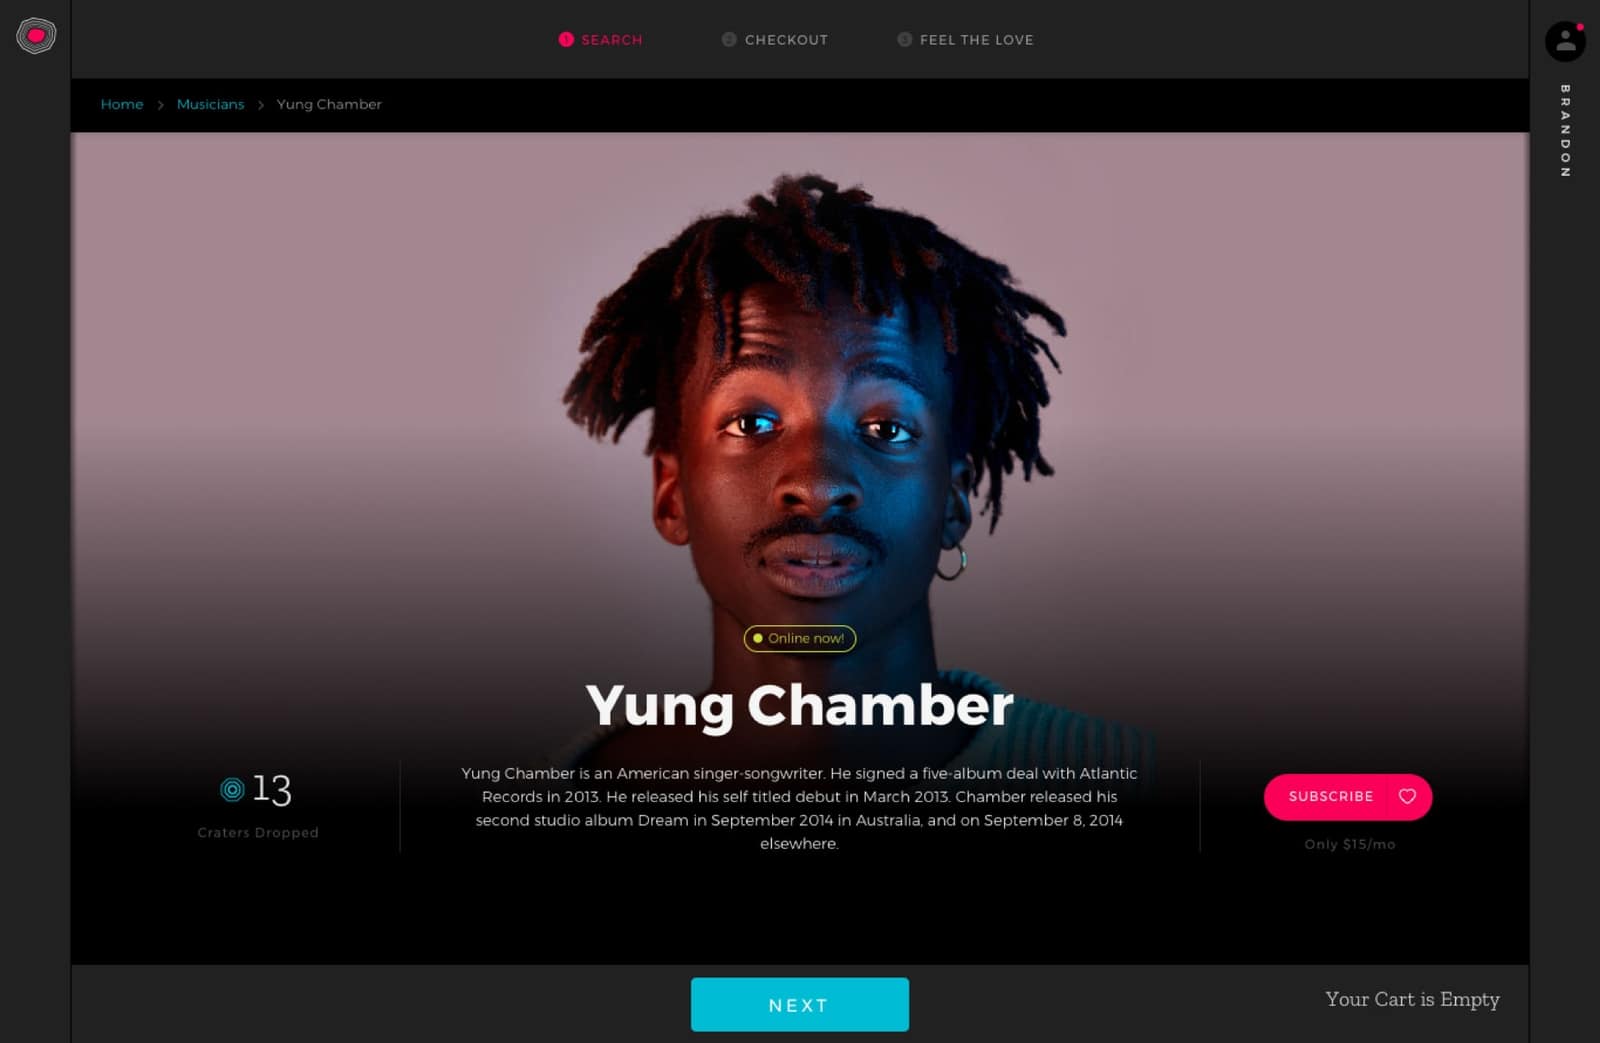 1 SEARCH
2 CHECKOUT
3 FEEL THE LOVE
BRANDON
Home > Musicians > Yung Chamber
Online now!
Yung Chamber
13
Craters Dropped
Yung Chamber is an American singer-songwriter. He signed a five-album deal with Atlantic
Records in 2013. He released his self titled debut in March 2013. Chamber released his
second studio album Dream in September 2014 in Australia, and on September 8, 2014
elsewhere.
SUBSCRIBE
Only $15/mo
NEXT
Your Cart is Empty